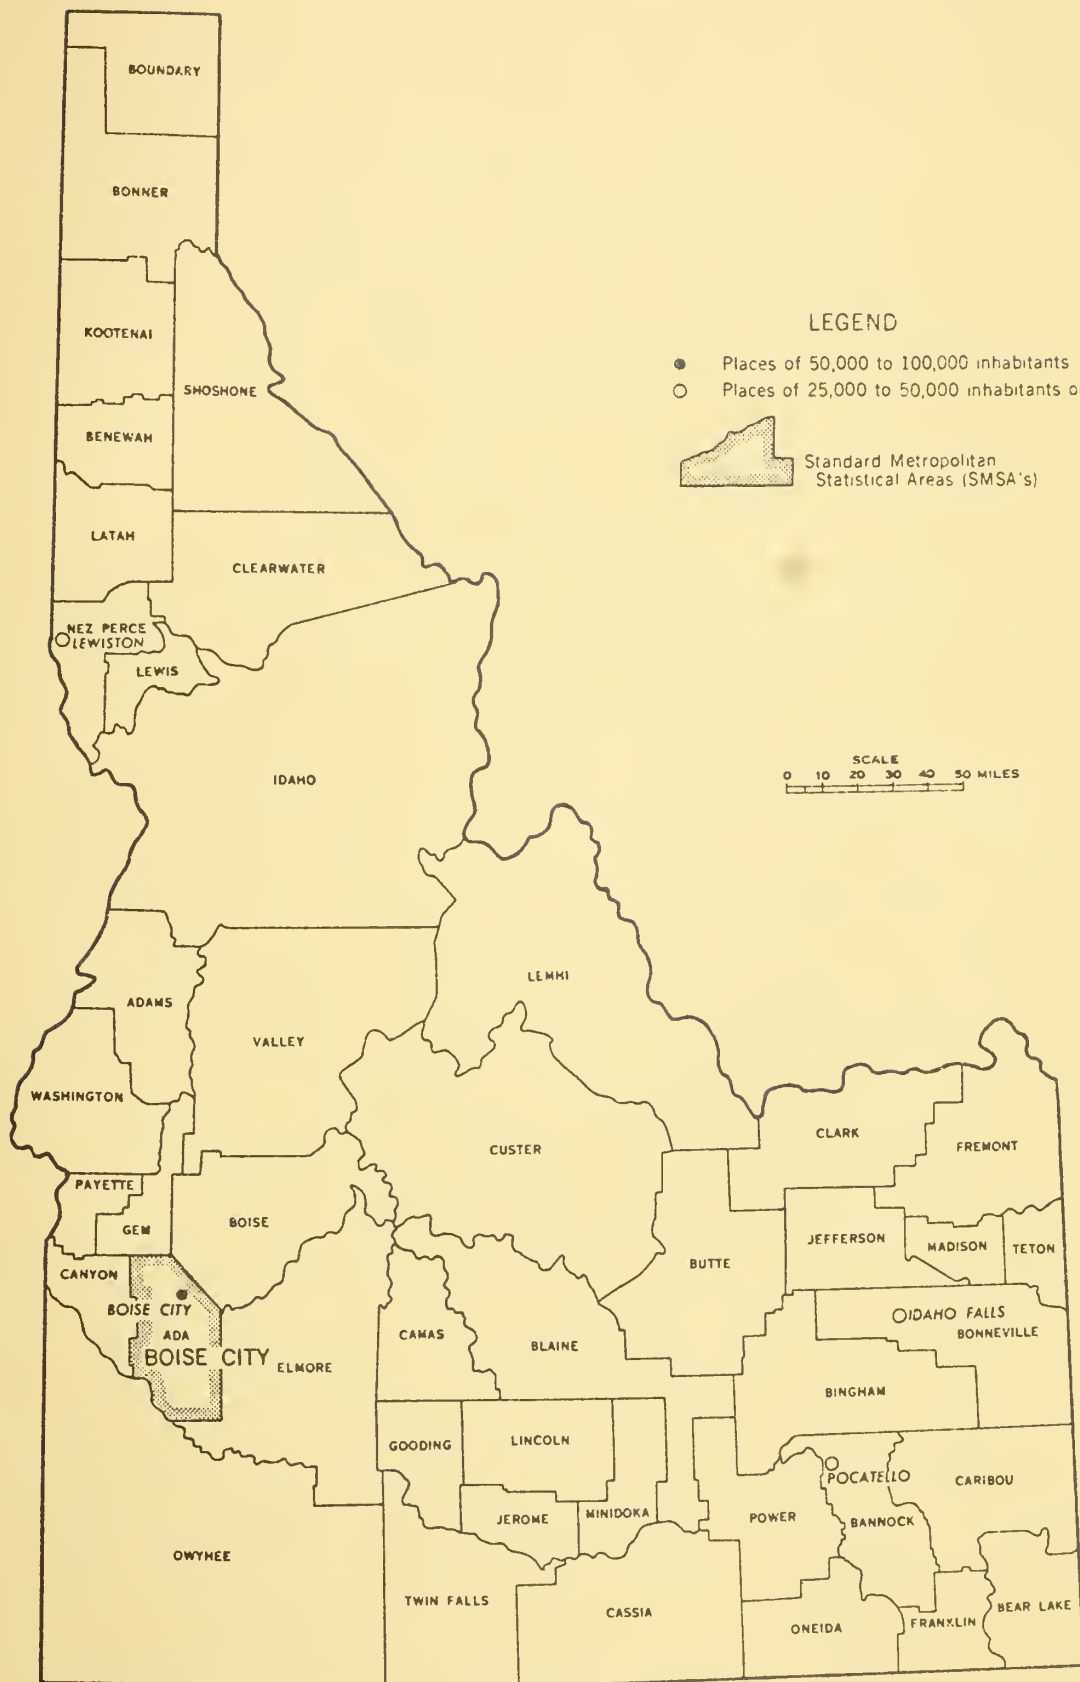 BOUNDARY
BONNER
KOOTENAI
SHOSHONE
BENEWAH
LATAH
CLEARWATER
NEZ PERCE
LEWISTON
LEWIS
IDAHO
LEGEND
Places of 50,000 to 100,000 inhabitants
Places of 25,000 to 50,000 inhabitants o
Standard Metropolitan
Statistical Areas (SMSA's)
SCALE
0 10 20 30 40 50 MILES
LEMHI
ADAMS
VALLEY
WASHINGTON
CUSTER
CLARK
FREMONT
PAYETTE
GEM
BOISE
BUTTE
JEFFERSON
MADISON
TETON
CANYON
BOISE CITY
ADA
BOISE CITY
ELMORE
CAMAS
BLAINE
IDAHO FALLS
BONNEVILLE
BINGHAM
GOODING
LINCOLN
POCATELLO
CARIBOU
JEROME
MINIDOKA
POWER
BANNOCK
OWYHEE
TWIN FALLS
CASSIA
ONEIDA
FRANKLIN
BEAR LAKE